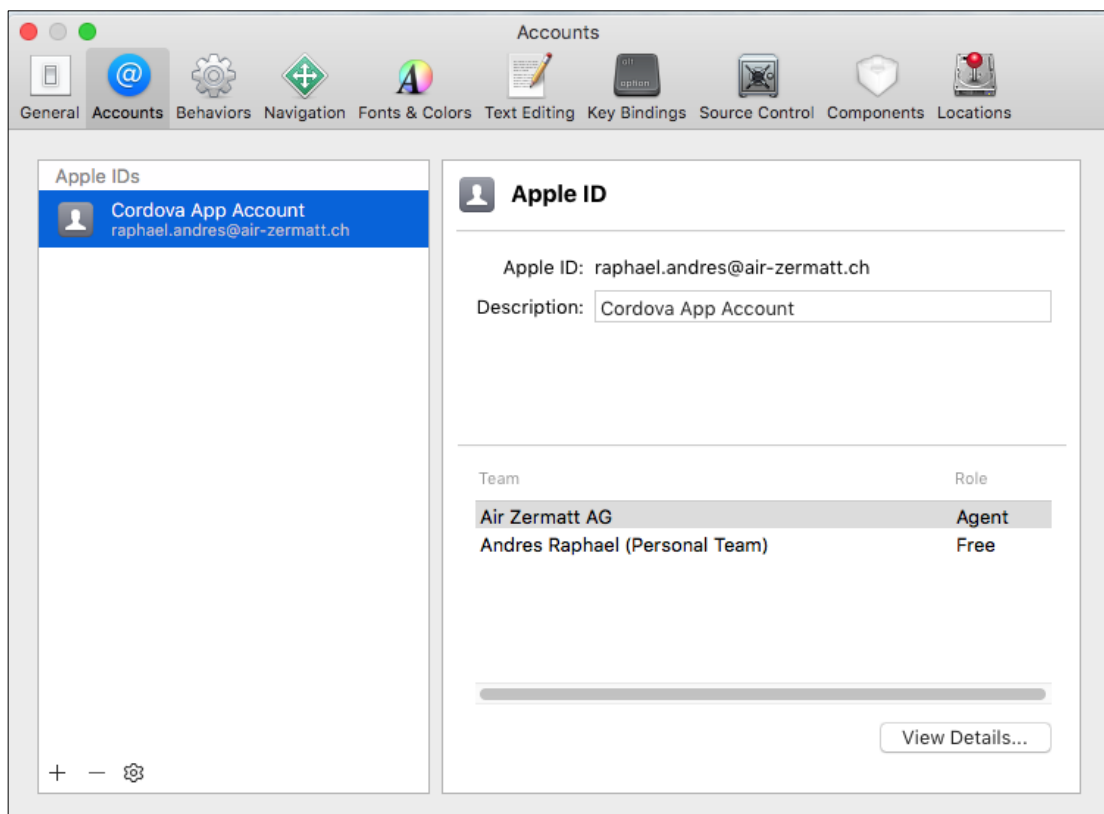 Accounts
General Accounts Behaviors Navigation Fonts & Colors Text Editing Key Bindings Source Control Components Locations
Apple IDs
Cordova App Account
raphael.andres@air-zermatt.ch
Apple ID
Apple ID: raphael.andres@air-zermatt.ch
Description: Cordova App Account
Team Role
Air Zermatt AG Agent
Andres Raphael (Personal Team) Free
View Details...
alt
option